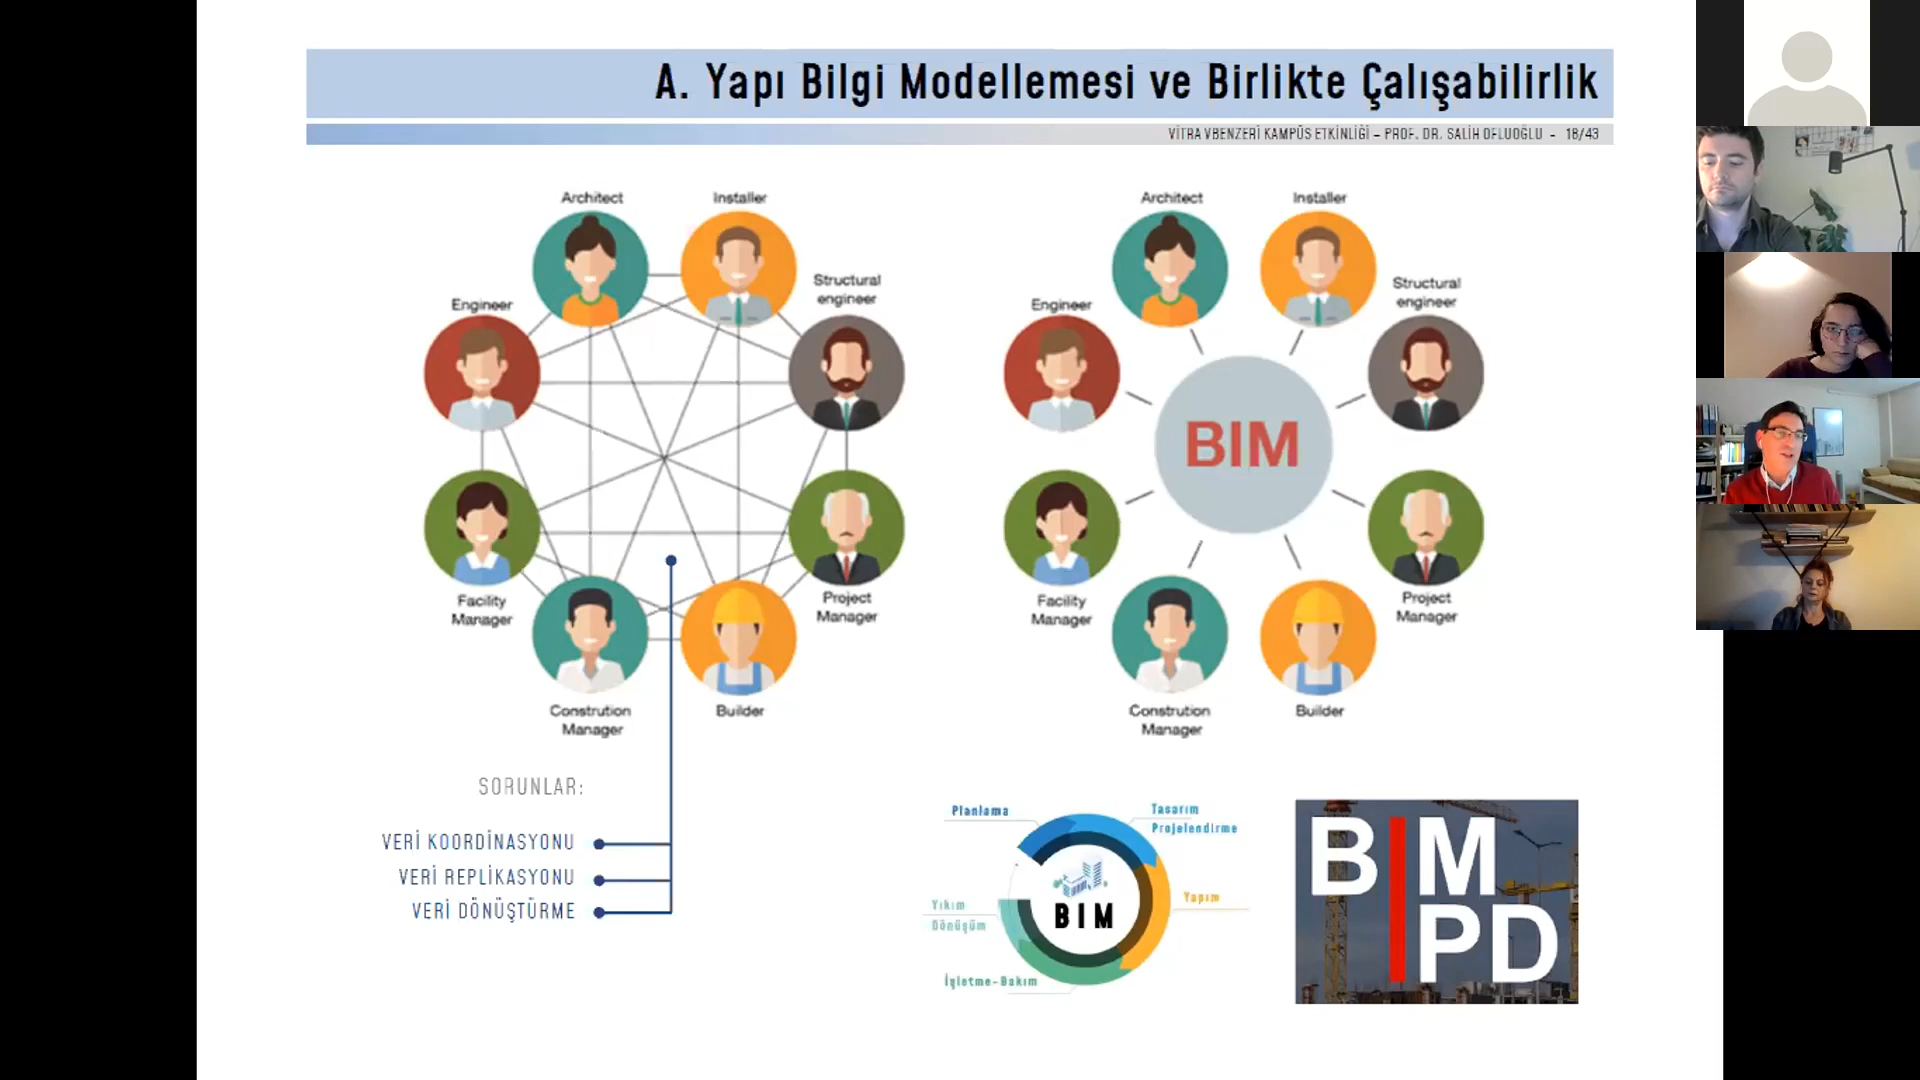 A. Yapı Bilgi Modellemesi ve Birlikte Çalışabilirlik
VİTRA VBENZERİ KAMPÜS ETKİNLİĞİ – PROF. DR. SALİH OFLUOĞLU - 18/43
Architect
Installer
Structural
engineer
Engineer
Facility
Manager
Project
Manager
Constrution
Manager
Builder
Architect
Installer
Structural
engineer
Engineer
BIM
Facility
Manager
Project
Manager
Constrution
Manager
Builder
SORUNLAR:
VERİ KOORDİNASYONU
VERİ REPLİKASYONU
VERİ DÖNÜŞTÜRME
Planlama
Tasarım
Projelendirme
Yapım
Yıkım
Dönüşüm
İşletme-Bakım
BIM
BIM
PD